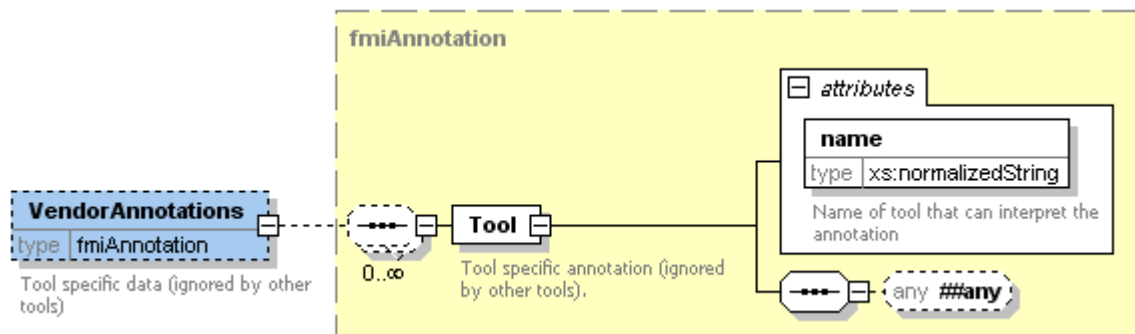 fmiAnnotation
attributes
name
type xs:normalizedString
Name of tool that can interpret the
annotation
VendorAnnotations
type fmiAnnotation
Tool specific data (ignored by other
tools)
0..∞
Tool
Tool specific annotation (ignored
by other tools).
any ##any